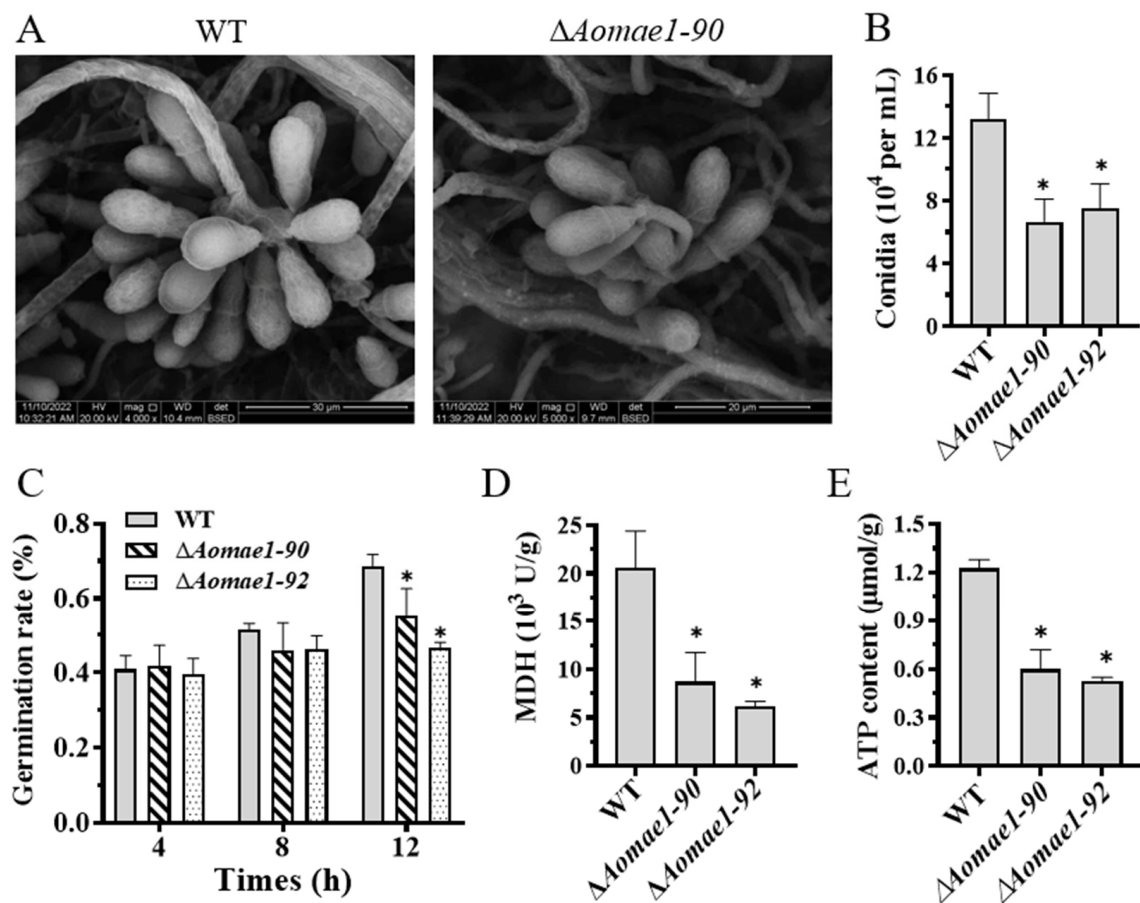 A
WT
ΔAomae1-90
11/10/2022
10:32:21 AM
HV
20.00 kV
mag
4 000 x
WD
10.4 mm
det
BSED
30 µm
11/10/2022
11:39:29 AM
HV
20.00 kV
mag
5 000 x
WD
9.7 mm
det
BSED
20 µm
B
Conidia (10⁴ per mL)
16
12
8
4
0
*
*
WT
ΔAomae1-90
ΔAomae1-92
C
Germination rate (%)
0.8
0.6
0.4
0.2
0.0
WT
ΔAomae1-90
ΔAomae1-92
*
*
4
8
12
Times (h)
D
MDH (10³ U/g)
25
20
15
10
5
0
*
*
WT
ΔAomae1-90
ΔAomae1-92
E
ATP content (µmol/g)
1.5
1.2
0.9
0.6
0.3
0.0
*
*
WT
ΔAomae1-90
ΔAomae1-92